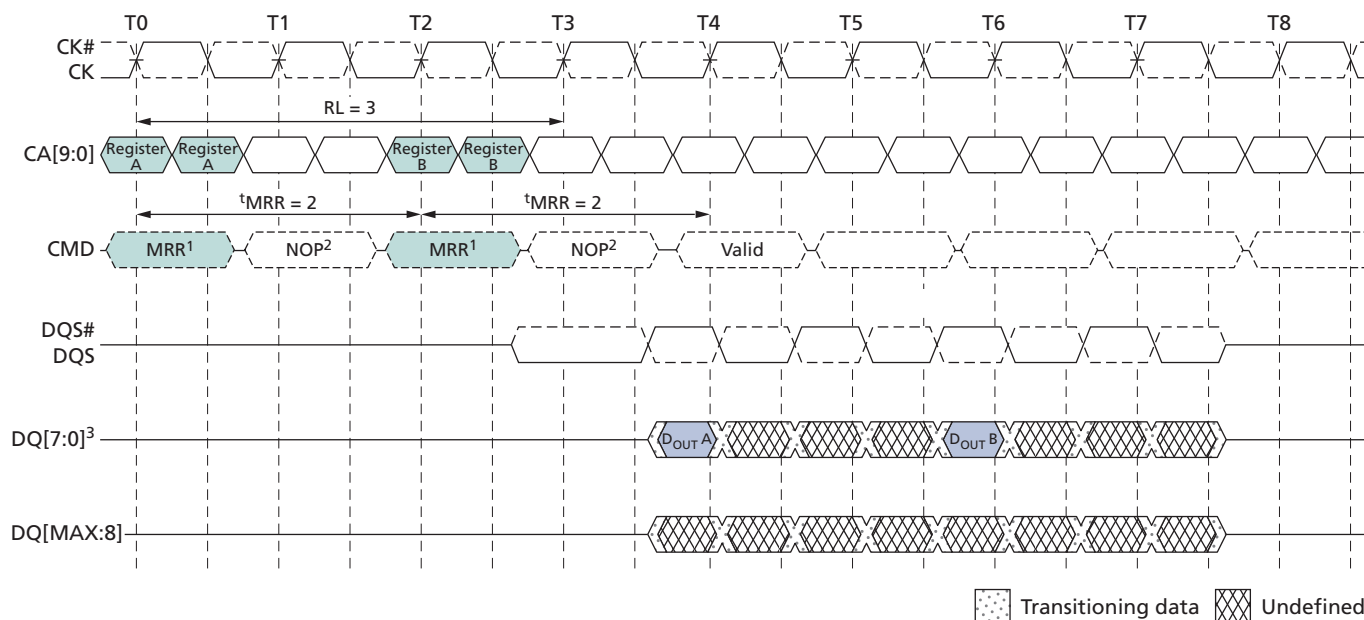 T0 T1 T2 T3 T4 T5 T6 T7 T8
CK#
CK
RL = 3
CA[9:0] Register A Register A Register B Register B
tMRR = 2 tMRR = 2
CMD MRR1 NOP2 MRR1 NOP2 Valid
DQS#
DQS
DQ[7:0]3 DOUT A DOUT B
DQ[MAX:8]
Transitioning data Undefined